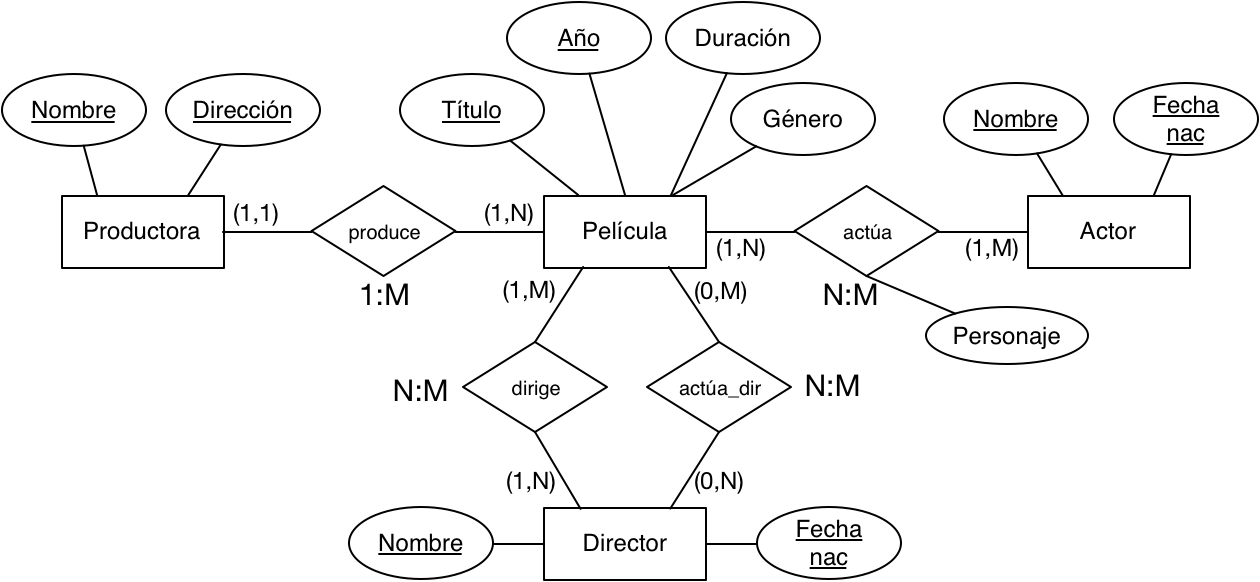 Año
Duración
Nombre
Dirección
Título
Género
Nombre
Fecha
nac
Productora
(1,1)
produce
1:M
(1,N)
Película
(1,N)
actúa
N:M
(1,M)
Actor
Personaje
(1,M)
(0,M)
N:M
dirige
actúa_dir
N:M
(1,N)
(0,N)
Nombre
Director
Fecha
nac